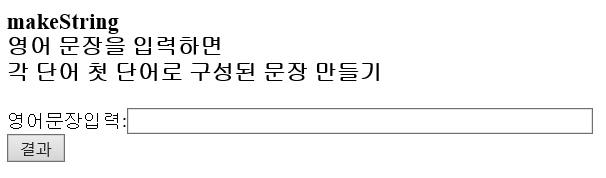 makeString
영어 문장을 입력하면
각 단어 첫 단어로 구성된 문장 만들기
영어문장입력:
결과